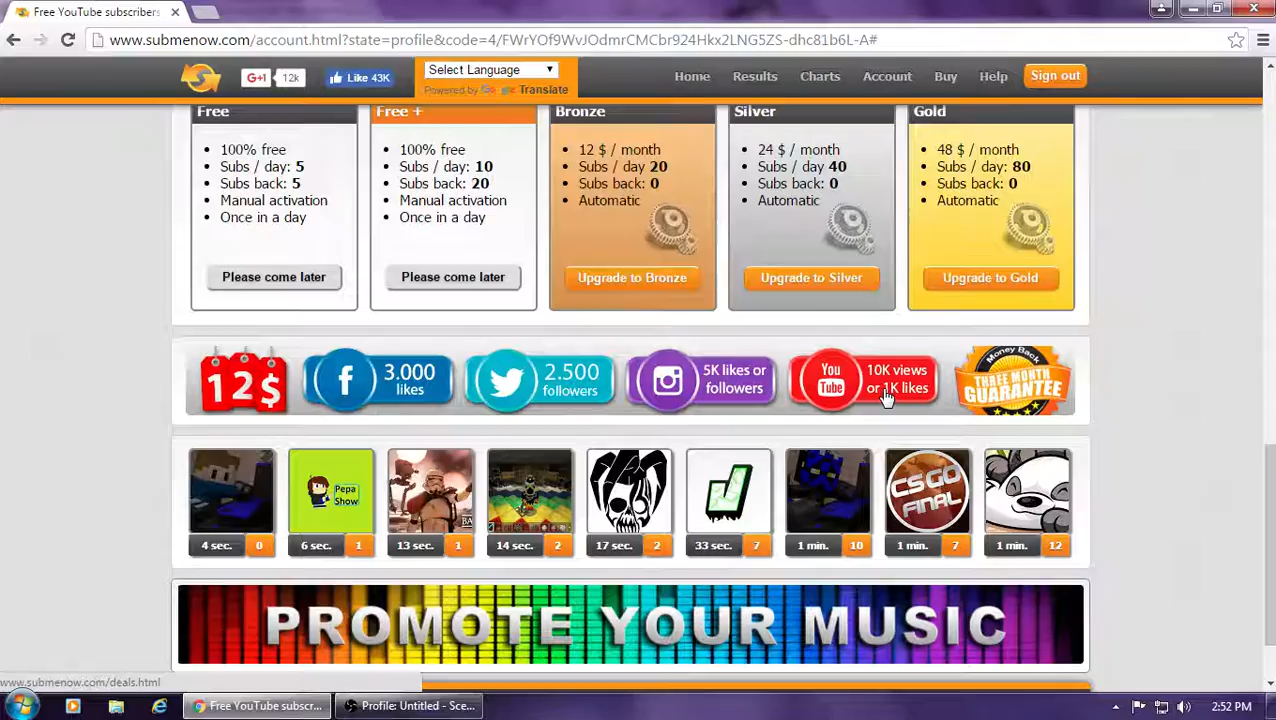 Free YouTube subscribers
www.submenow.com/account.html?state=profile&code=4/FWrYOfWVvJOdmrCMCbr924Hkx2LNG5ZS-dhc81b6L-A#
G+1 12k
Like 43K
Select Language
Powered by Google Translate
Home Results Charts Account Buy Help Sign out
Free
100% free
Subs / day: 5
Subs back: 5
Manual activation
Once in a day
Please come later
Free +
100% free
Subs / day: 10
Subs back: 20
Manual activation
Once in a day
Please come later
Bronze
12 $ / month
Subs / day 20
Subs back: 0
Automatic
Upgrade to Bronze
Silver
24 $ / month
Subs / day 40
Subs back: 0
Automatic
Upgrade to Silver
Gold
48 $ / month
Subs / day: 80
Subs back: 0
Automatic
Upgrade to Gold
12$
3.000
likes
2.500
followers
5K likes or
followers
You
Tube
10K views
or 1K likes
Money Back
THREE MONTH
GUARANTEE
Pepa
Show
CSGO
FINAL
4 sec. 0
6 sec. 1
13 sec. 1
14 sec. 2
17 sec. 2
33 sec. 7
1 min. 10
1 min. 7
1 min. 12
PROMOTE YOUR MUSIC
www.submenow.com/deals.html
Free YouTube subscr...
Profile: Untitled - Sce...
2:52 PM